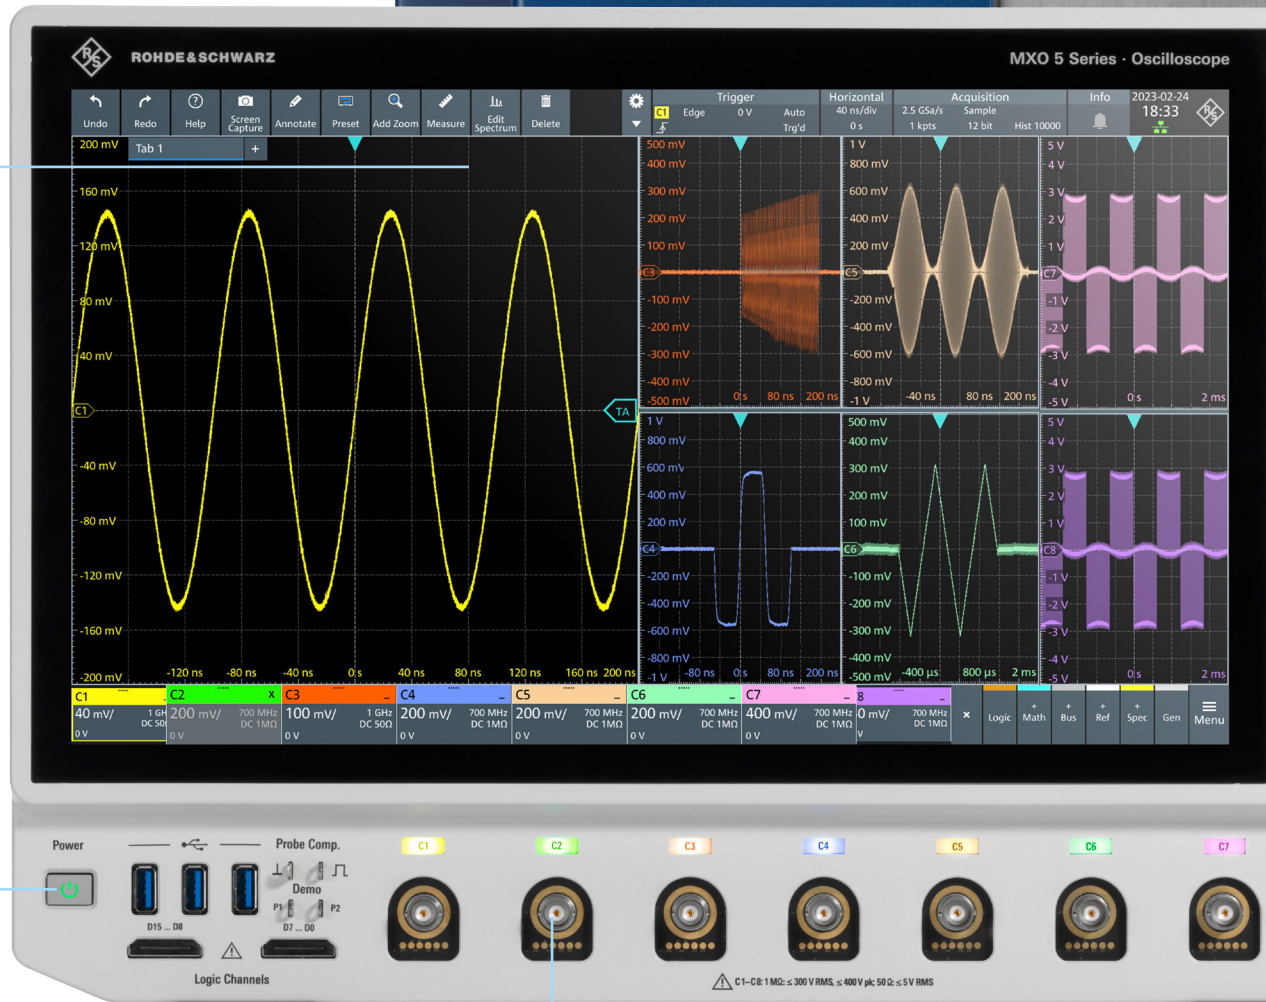 ROHDE&SCHWARZ
MXO 5 Series · Oscilloscope
Undo
Redo
Help
Screen Capture
Annotate
Preset
Add Zoom
Measure
Edit Spectrum
Delete
Trigger
C1 Edge 0 V Auto
Trig'd
Horizontal
40 ns/div
0 s
Acquisition
2.5 GSa/s Sample
1 kpts 12 bit Hist 10000
Info
2023-02-24
18:33
Tab 1 +
200 mV
160 mV
120 mV
80 mV
40 mV
C1
TA
-40 mV
-80 mV
-120 mV
-160 mV
-200 mV
-120 ns -80 ns -40 ns 0 s 40 ns 80 ns 120 ns 160 ns 200 ns
500 mV
400 mV
300 mV
200 mV
100 mV
C3
-100 mV
-200 mV
-300 mV
-400 mV
-500 mV
0 s 80 ns 200 ns
1 V
800 mV
600 mV
400 mV
200 mV
C5
-200 mV
-400 mV
-600 mV
-800 mV
-1 V
-40 ns 80 ns 200 ns
5 V
4 V
3 V
2 V
1 V
C7
-1 V
-2 V
-3 V
-4 V
-5 V
0 s 2 ms
1 V
800 mV
600 mV
400 mV
200 mV
C4
-200 mV
-400 mV
-600 mV
-800 mV
-1 V
-80 ns 0 s 80 ns 200 ns
500 mV
400 mV
300 mV
200 mV
100 mV
C6
-100 mV
-200 mV
-300 mV
-400 mV
-500 mV
-400 µs 800 µs 2 ms
5 V
4 V
3 V
2 V
1 V
C8
-1 V
-2 V
-3 V
-4 V
-5 V
0 s 2 ms
C1
40 mV/ 1 GH
DC 50
0 V
C2 x
200 mV/ 700 MHz
DC 1MΩ
0 V
C3
100 mV/ 1 GHz
DC 50Ω
0 V
C4
200 mV/ 700 MHz
DC 1MΩ
0 V
C5
200 mV/ 700 MHz
DC 1MΩ
0 V
C6
200 mV/ 700 MHz
DC 1MΩ
0 V
C7
400 mV/ 700 MHz
DC 1MΩ
0 V
8
0 mV/ 700 MHz
DC 1MΩ
V
×
Logic
+ Math
+ Bus
+ Ref
+ Spec
Gen
Menu
Power
Probe Comp.
Demo
P1 P2
D15 ... D8
D7 ... D0
Logic Channels
C1 C2 C3 C4 C5 C6 C7
C1–C8: 1 MΩ: ≤ 300 V RMS, ≤ 400 V pk; 50 Ω: ≤ 5 V RMS